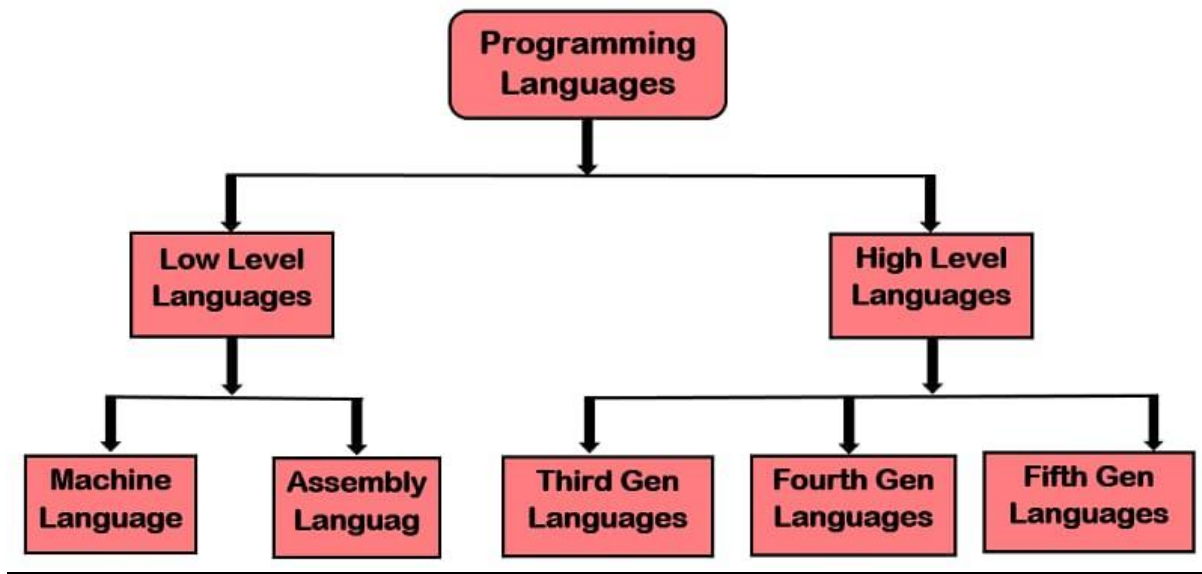 Programming
Languages
Low Level
Languages
High Level
Languages
Machine
Language
Assembly
Languag
Third Gen
Languages
Fourth Gen
Languages
Fifth Gen
Languages